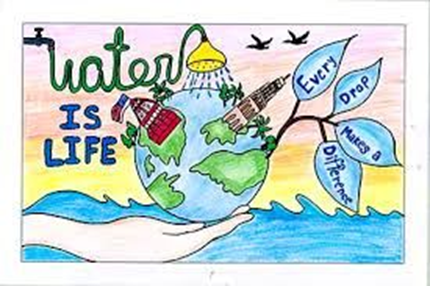 water
IS
LIFE
Every
Drop
Makes a
Difference